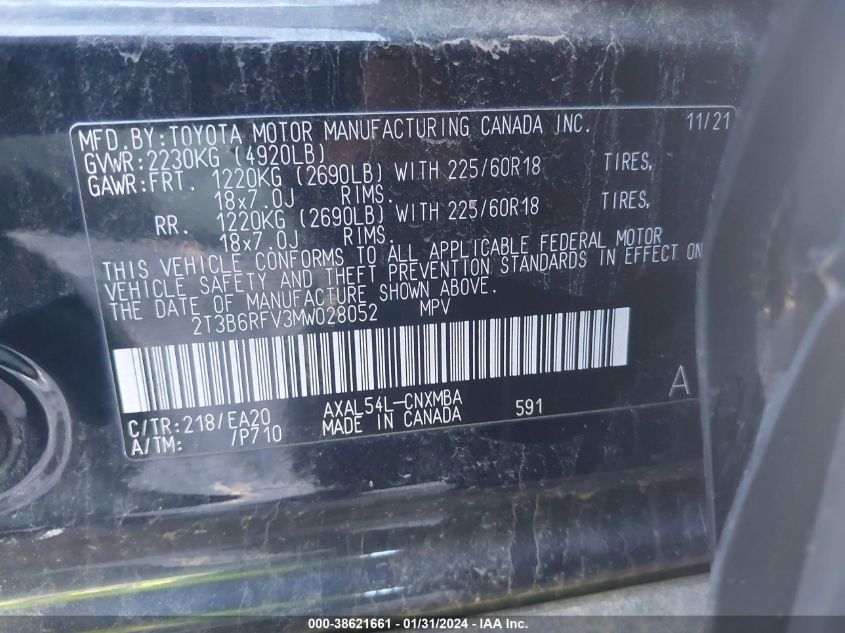 MFD.BY:TOYOTA MOTOR MANUFACTURING CANADA INC. 11/21
GVWR:2230KG (4920LB)
GAWR:FRT. 1220KG (2690LB) WITH 225/60R18 TIRES,
18x7.0J RIMS.
RR. 1220KG (2690LB) WITH 225/60R18 TIRES,
18x7.0J RIMS.
THIS VEHICLE CONFORMS TO ALL APPLICABLE FEDERAL MOTOR
VEHICLE SAFETY AND THEFT PREVENTION STANDARDS IN EFFECT ON
THE DATE OF MANUFACTURE SHOWN ABOVE.
2T3B6RFV3MW028052 MPV
A
C/TR:218/EA20 AXAL54L-CNXMBA 591
A/TM: /P710 MADE IN CANADA
000-38621661 - 01/31/2024 - IAA Inc.